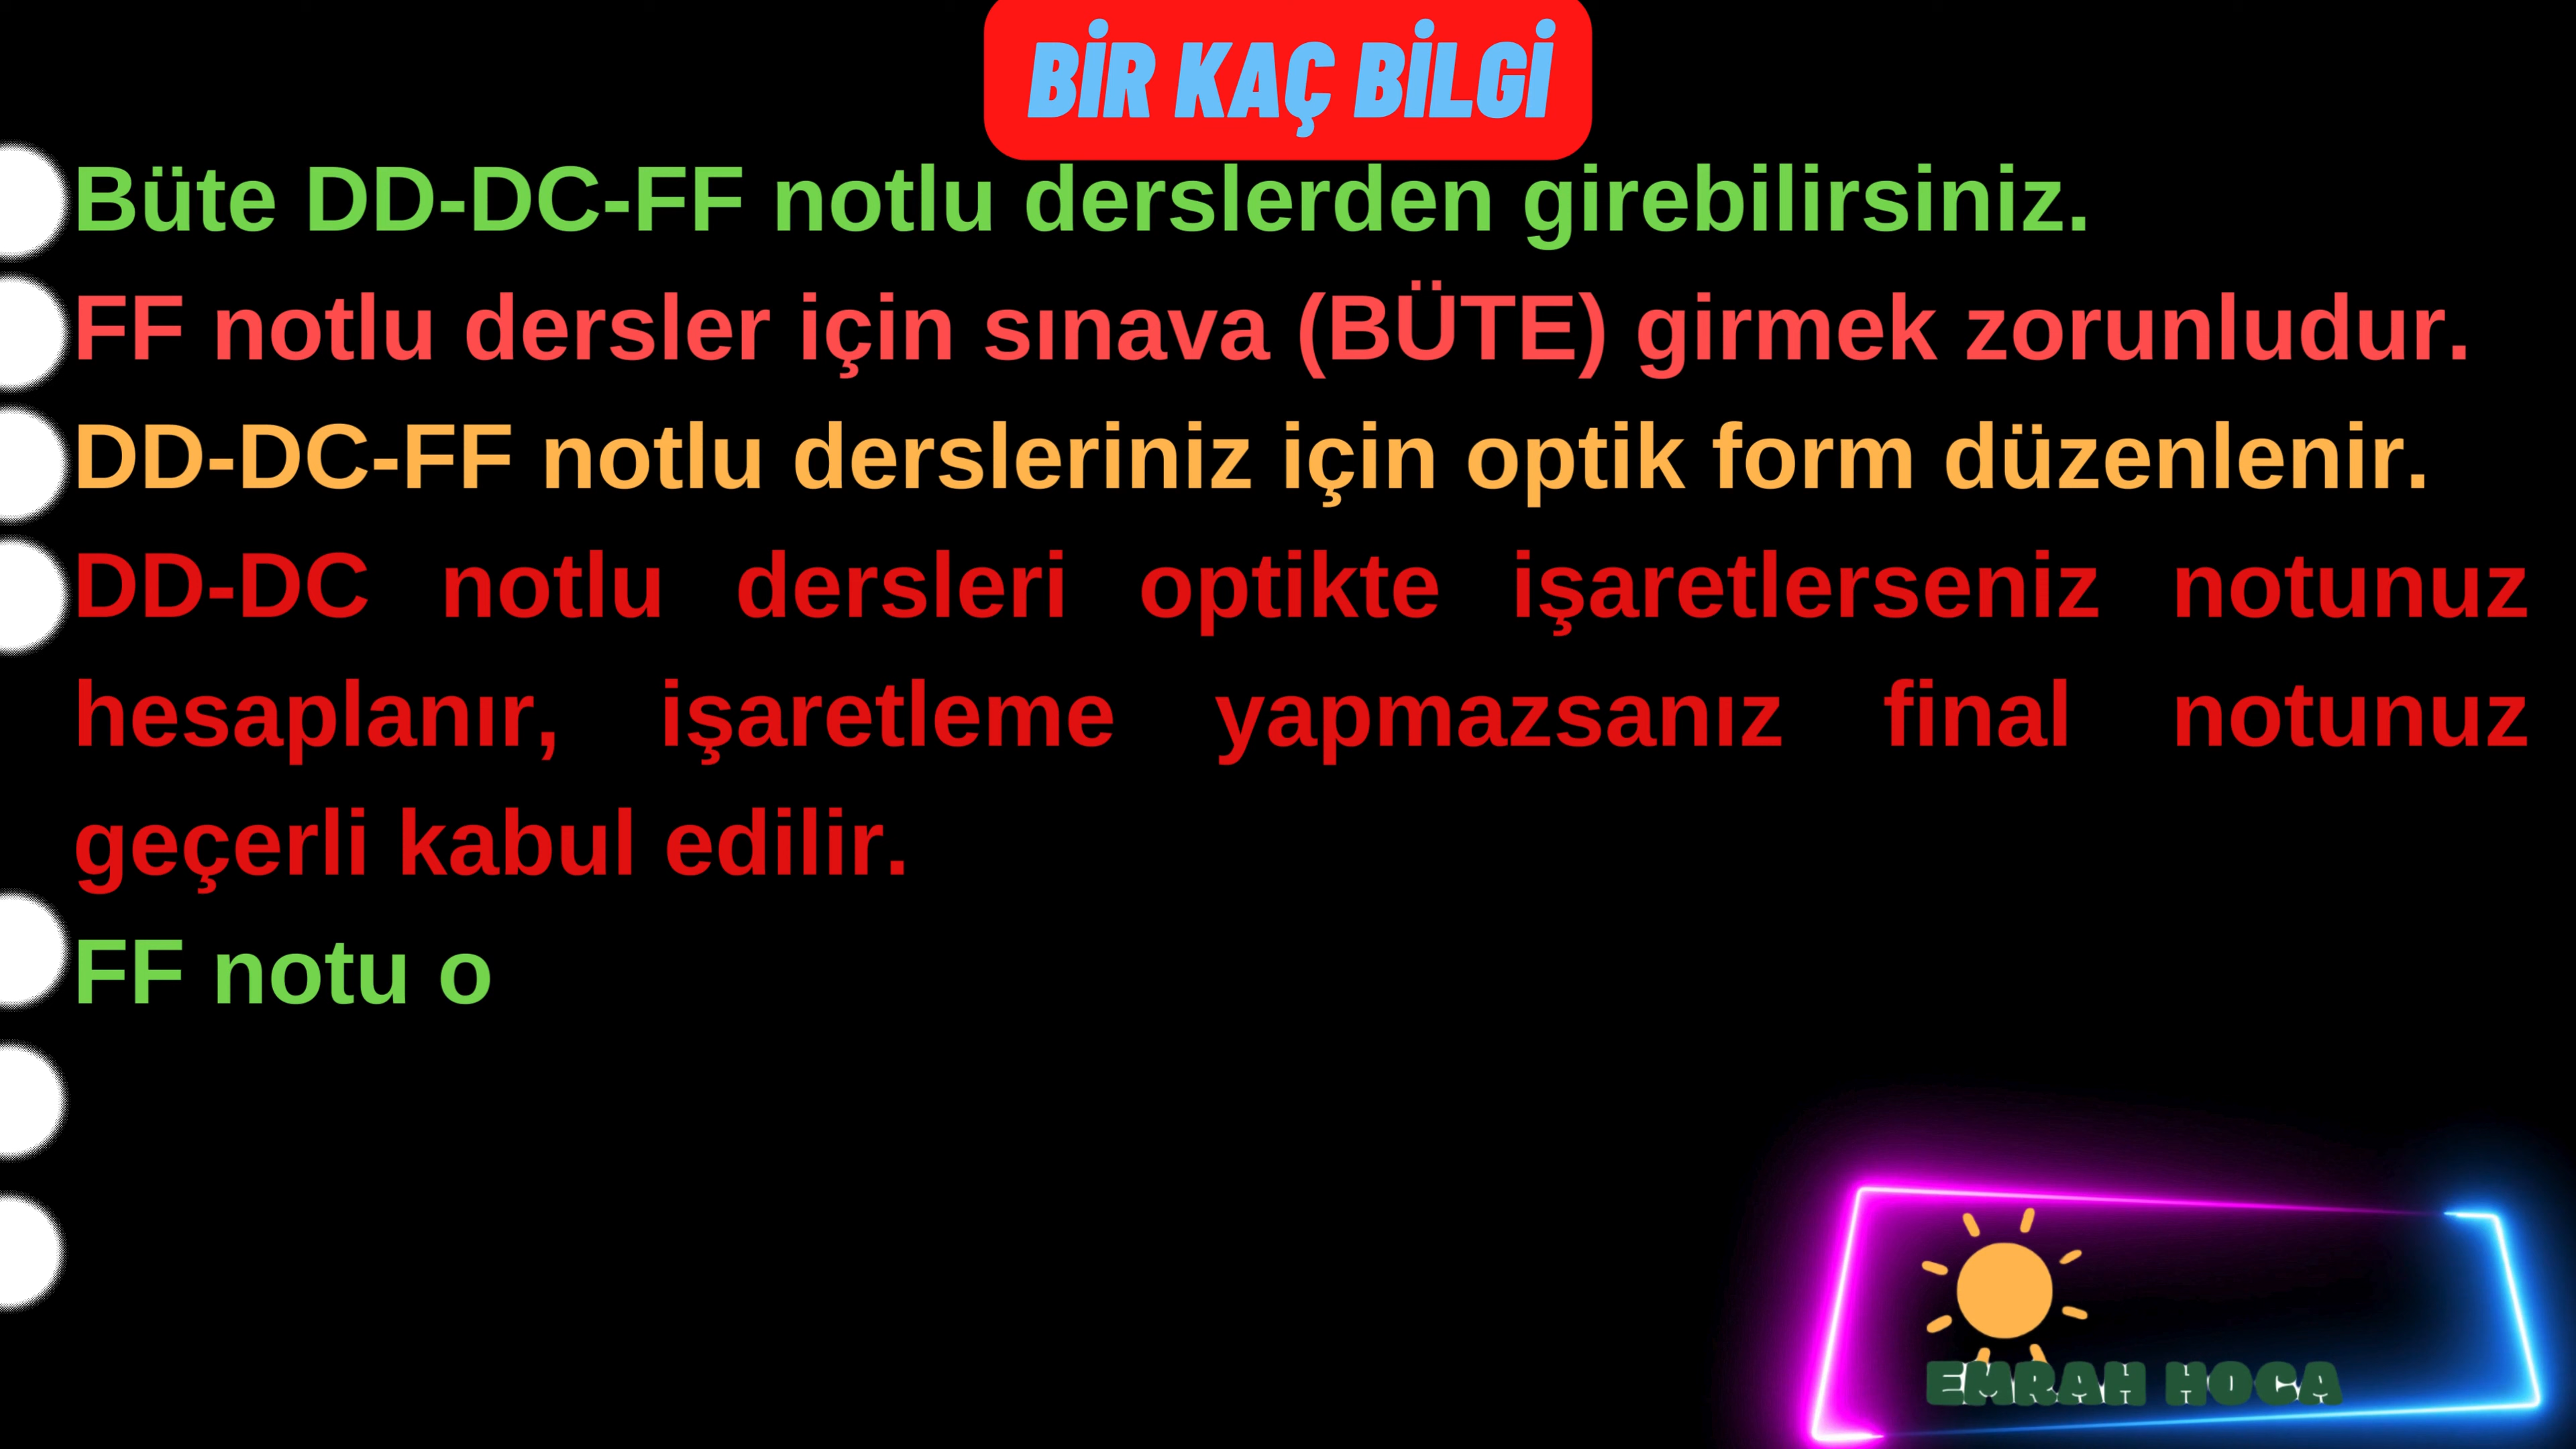 BİR KAÇ BİLGİ
Büte DD-DC-FF notlu derslerden girebilirsiniz.
FF notlu dersler için sınava (BÜTE) girmek zorunludur.
DD-DC-FF notlu dersleriniz için optik form düzenlenir.
DD-DC notlu dersleri optikte işaretlerseniz notunuz
hesaplanır, işaretleme yapmazsanız final notunuz
geçerli kabul edilir.
FF notu o
EMRAH HOCA